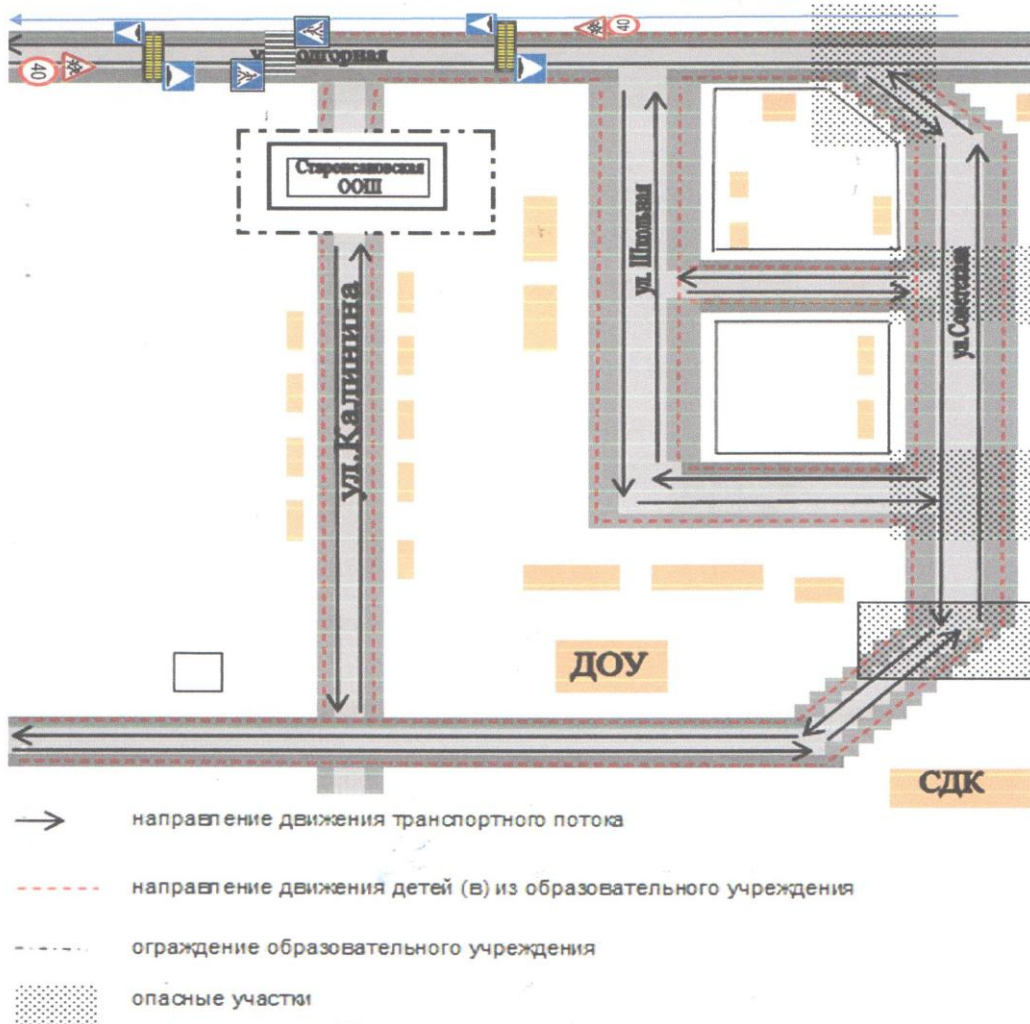 40
40
Староисановская
ООШ
ул. Школьная
ул.Советская
ул.Калинина
ДОУ
СДК
направление движения транспортного потока
направление движения детей (в) из образовательного учреждения
ограждение образовательного учреждения
опасные участки